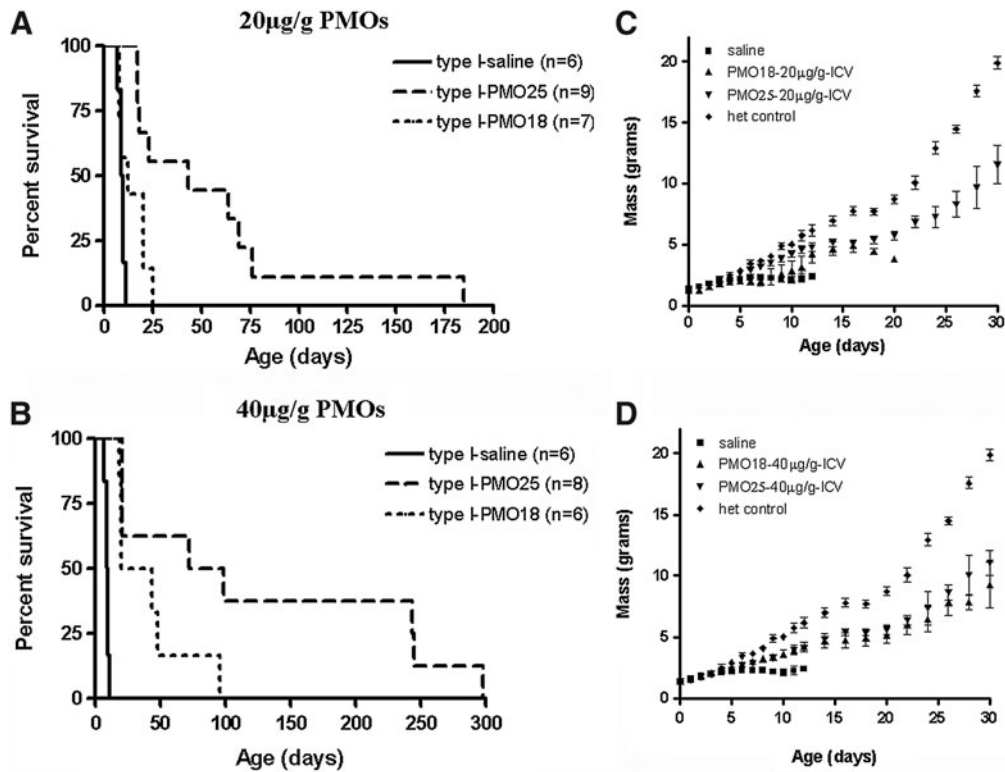 A
20µg/g PMOs
type I-saline (n=6)
type I-PMO25 (n=9)
type I-PMO18 (n=7)
Percent survival
100
75
50
25
0
0 25 50 75 100 125 150 175 200
Age (days)
C
saline
PMO18-20µg/g-ICV
PMO25-20µg/g-ICV
het control
Mass (grams)
20
15
10
5
0
0 5 10 15 20 25 30
Age (days)
B
40µg/g PMOs
type I-saline (n=6)
type I-PMO25 (n=8)
type I-PMO18 (n=6)
Percent survival
100
75
50
25
0
0 50 100 150 200 250 300
Age (days)
D
saline
PMO18-40µg/g-ICV
PMO25-40µg/g-ICV
het control
Mass (grams)
20
15
10
5
0
0 5 10 15 20 25 30
Age (days)